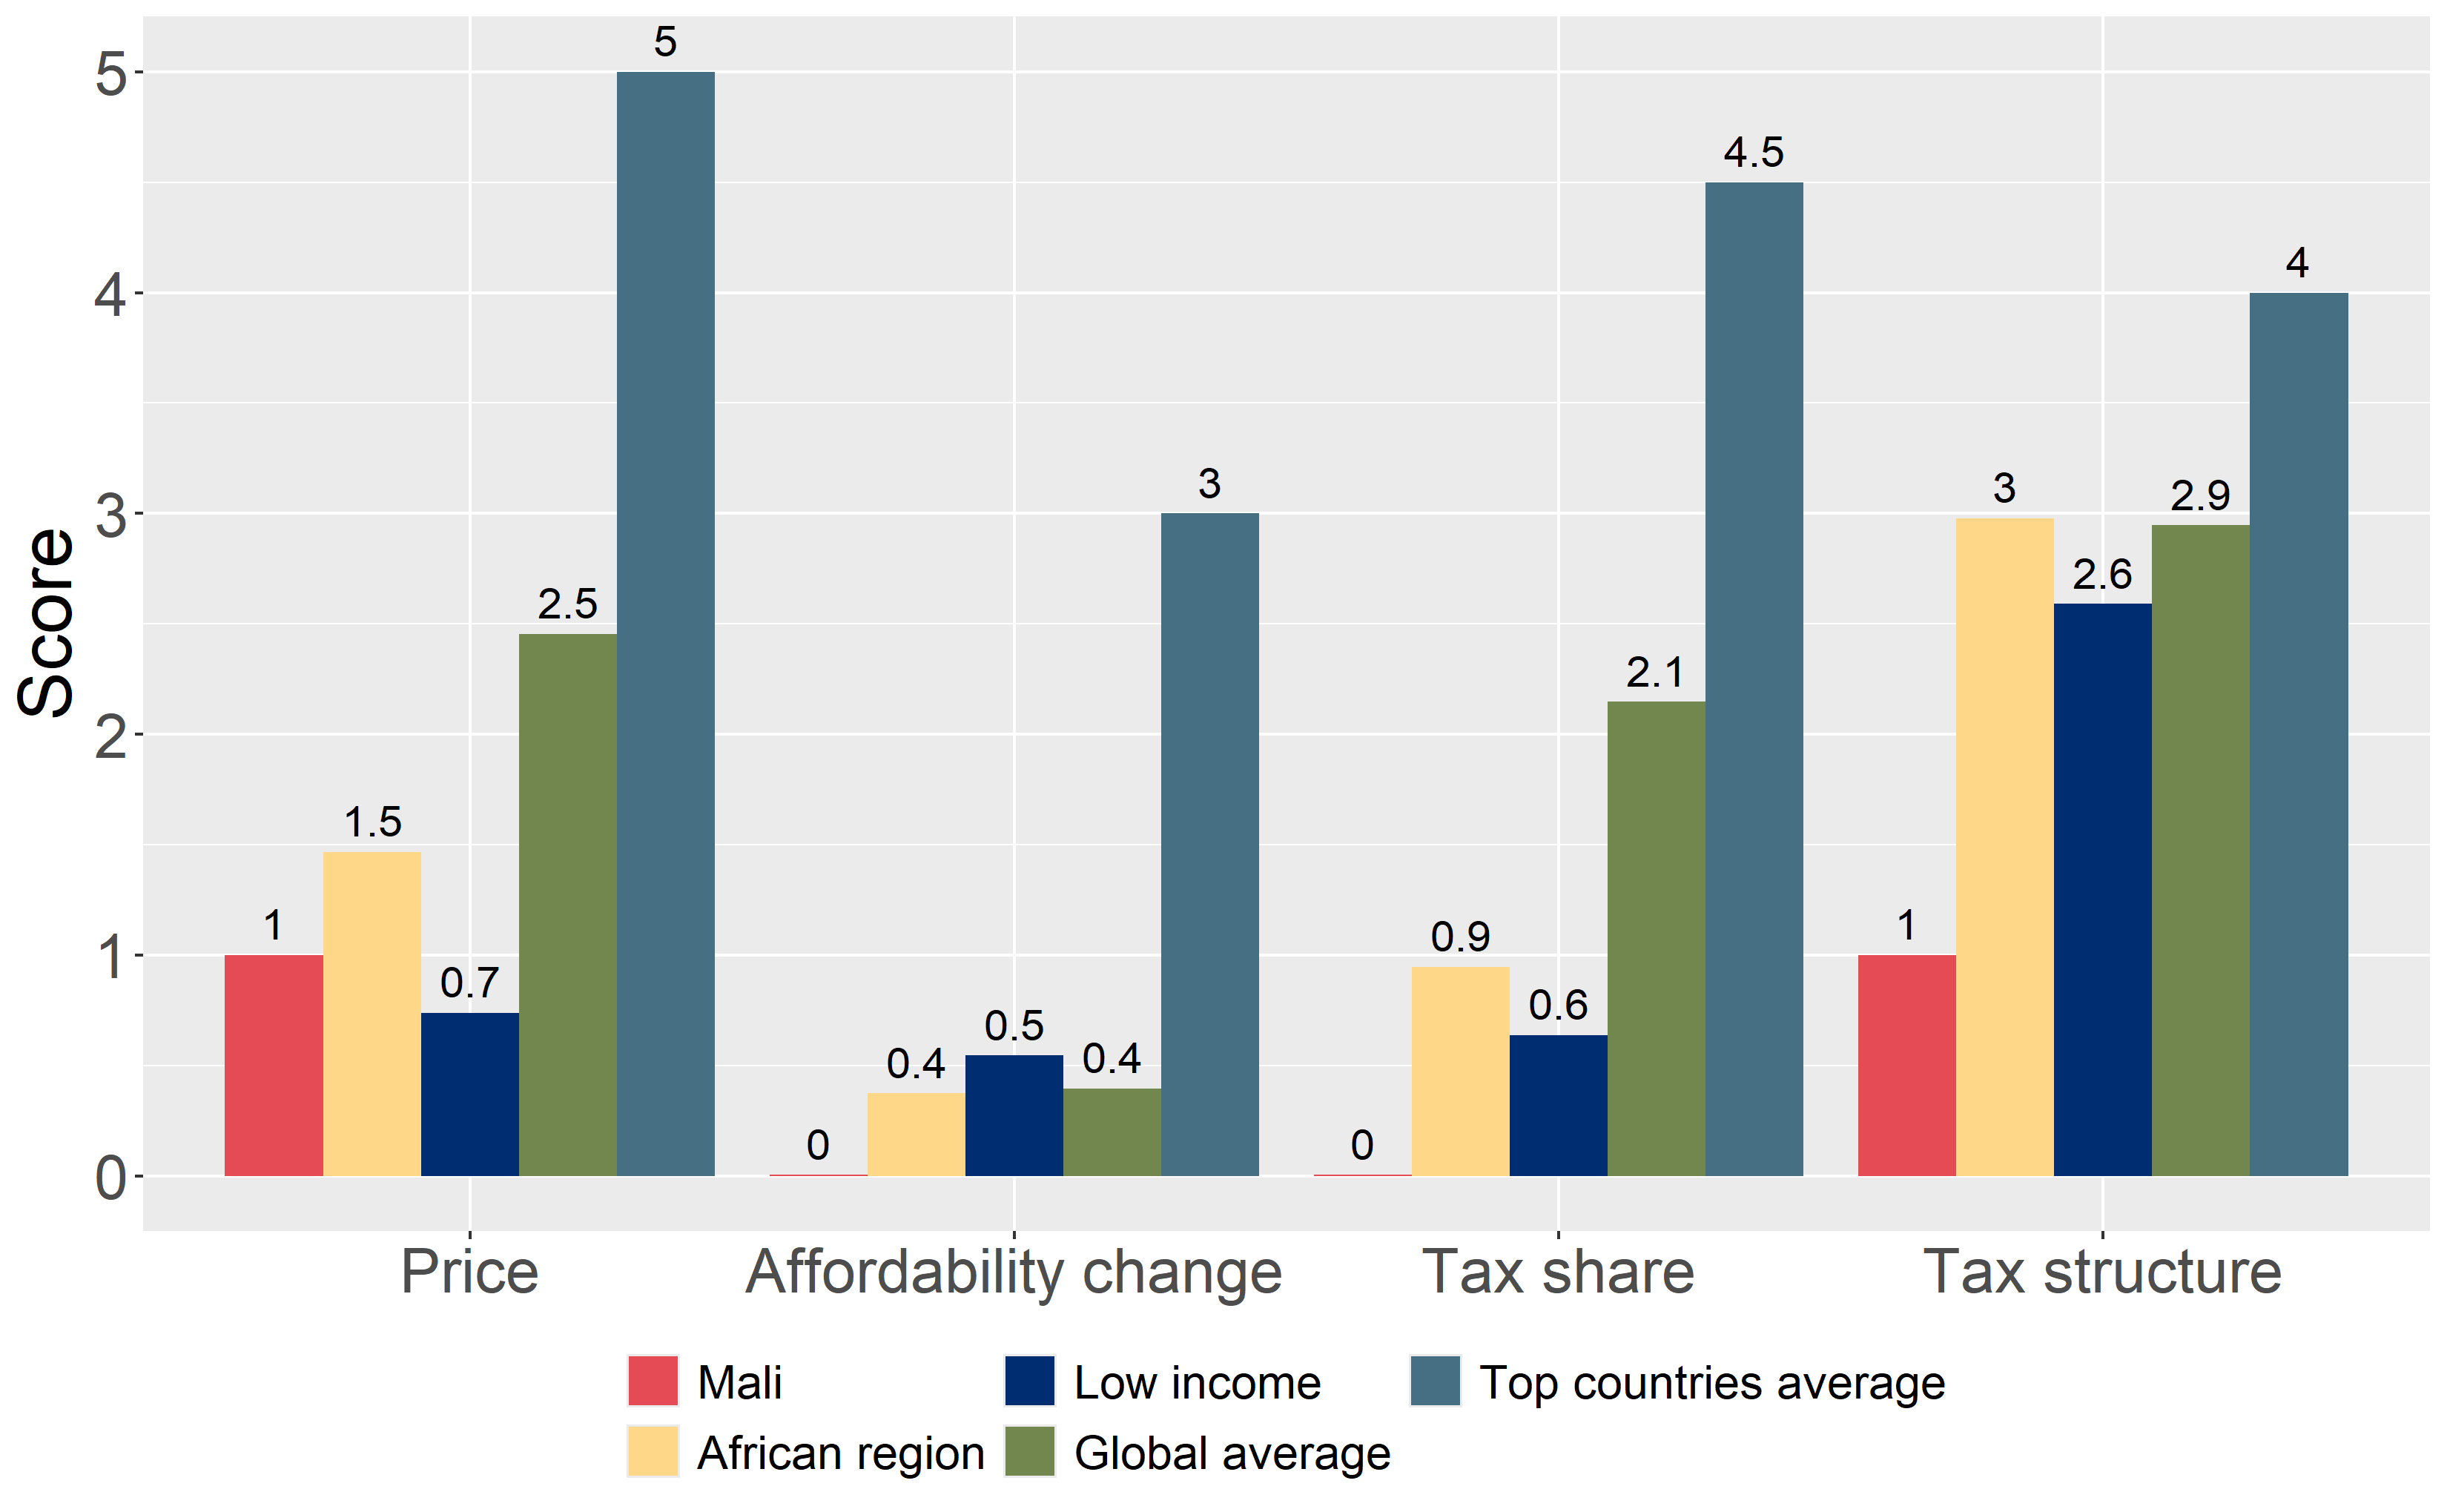 Score
5
4
3
2
1
0
1
1.5
0.7
2.5
5
0
0.4
0.5
0.4
3
0
0.9
0.6
2.1
4.5
1
3
2.6
2.9
4
Price
Affordability change
Tax share
Tax structure
Mali
African region
Low income
Global average
Top countries average